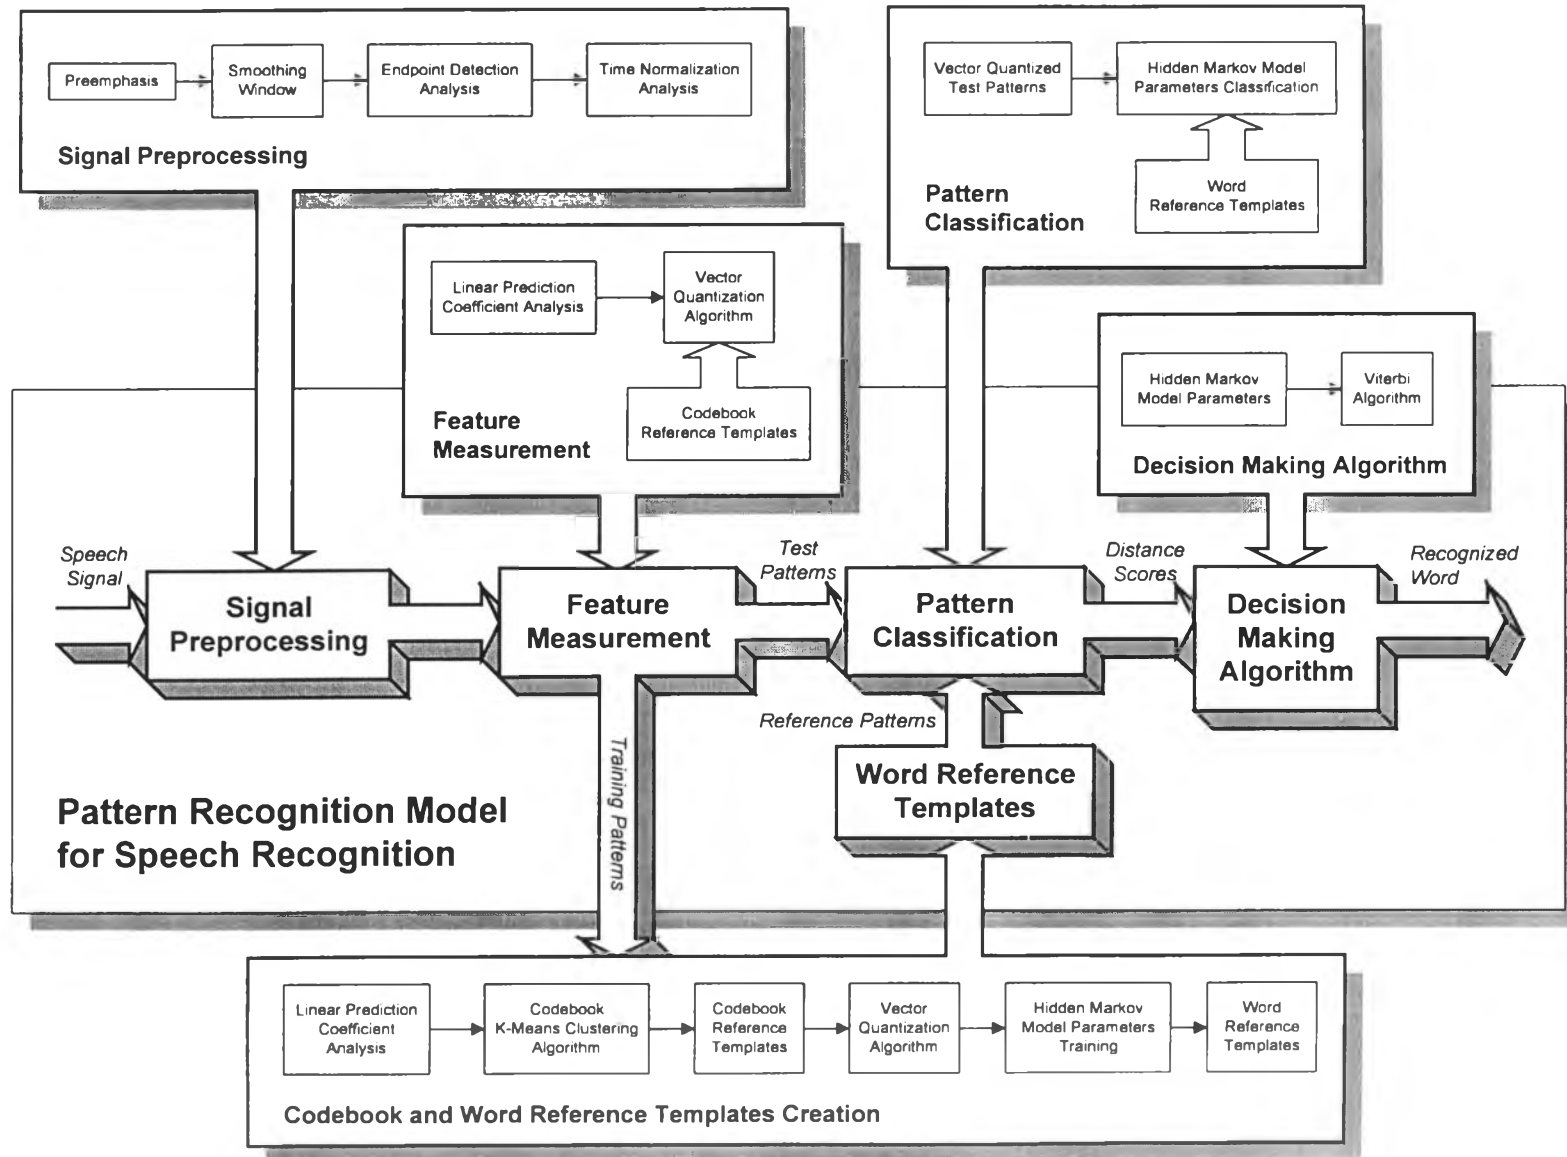 Preemphasis
Smoothing
Window
Endpoint Detection
Analysis
Time Normalization
Analysis
Signal Preprocessing
Vector Quantized
Test Patterns
Hidden Markov Model
Parameters Classification
Word
Reference Templates
Pattern
Classification
Linear Prediction
Coefficient Analysis
Vector
Quantization
Algorithm
Codebook
Reference Templates
Feature
Measurement
Hidden Markov
Model Parameters
Viterbi
Algorithm
Decision Making Algorithm
Speech
Signal
Signal
Preprocessing
Feature
Measurement
Test
Patterns
Pattern
Classification
Distance
Scores
Decision
Making
Algorithm
Recognized
Word
Training Patterns
Reference Patterns
Word Reference
Templates
Pattern Recognition Model
for Speech Recognition
Linear Prediction
Coefficient
Analysis
Codebook
K-Means Clustering
Algorithm
Codebook
Reference
Templates
Vector
Quantization
Algorithm
Hidden Markov
Model Parameters
Training
Word
Reference
Templates
Codebook and Word Reference Templates Creation